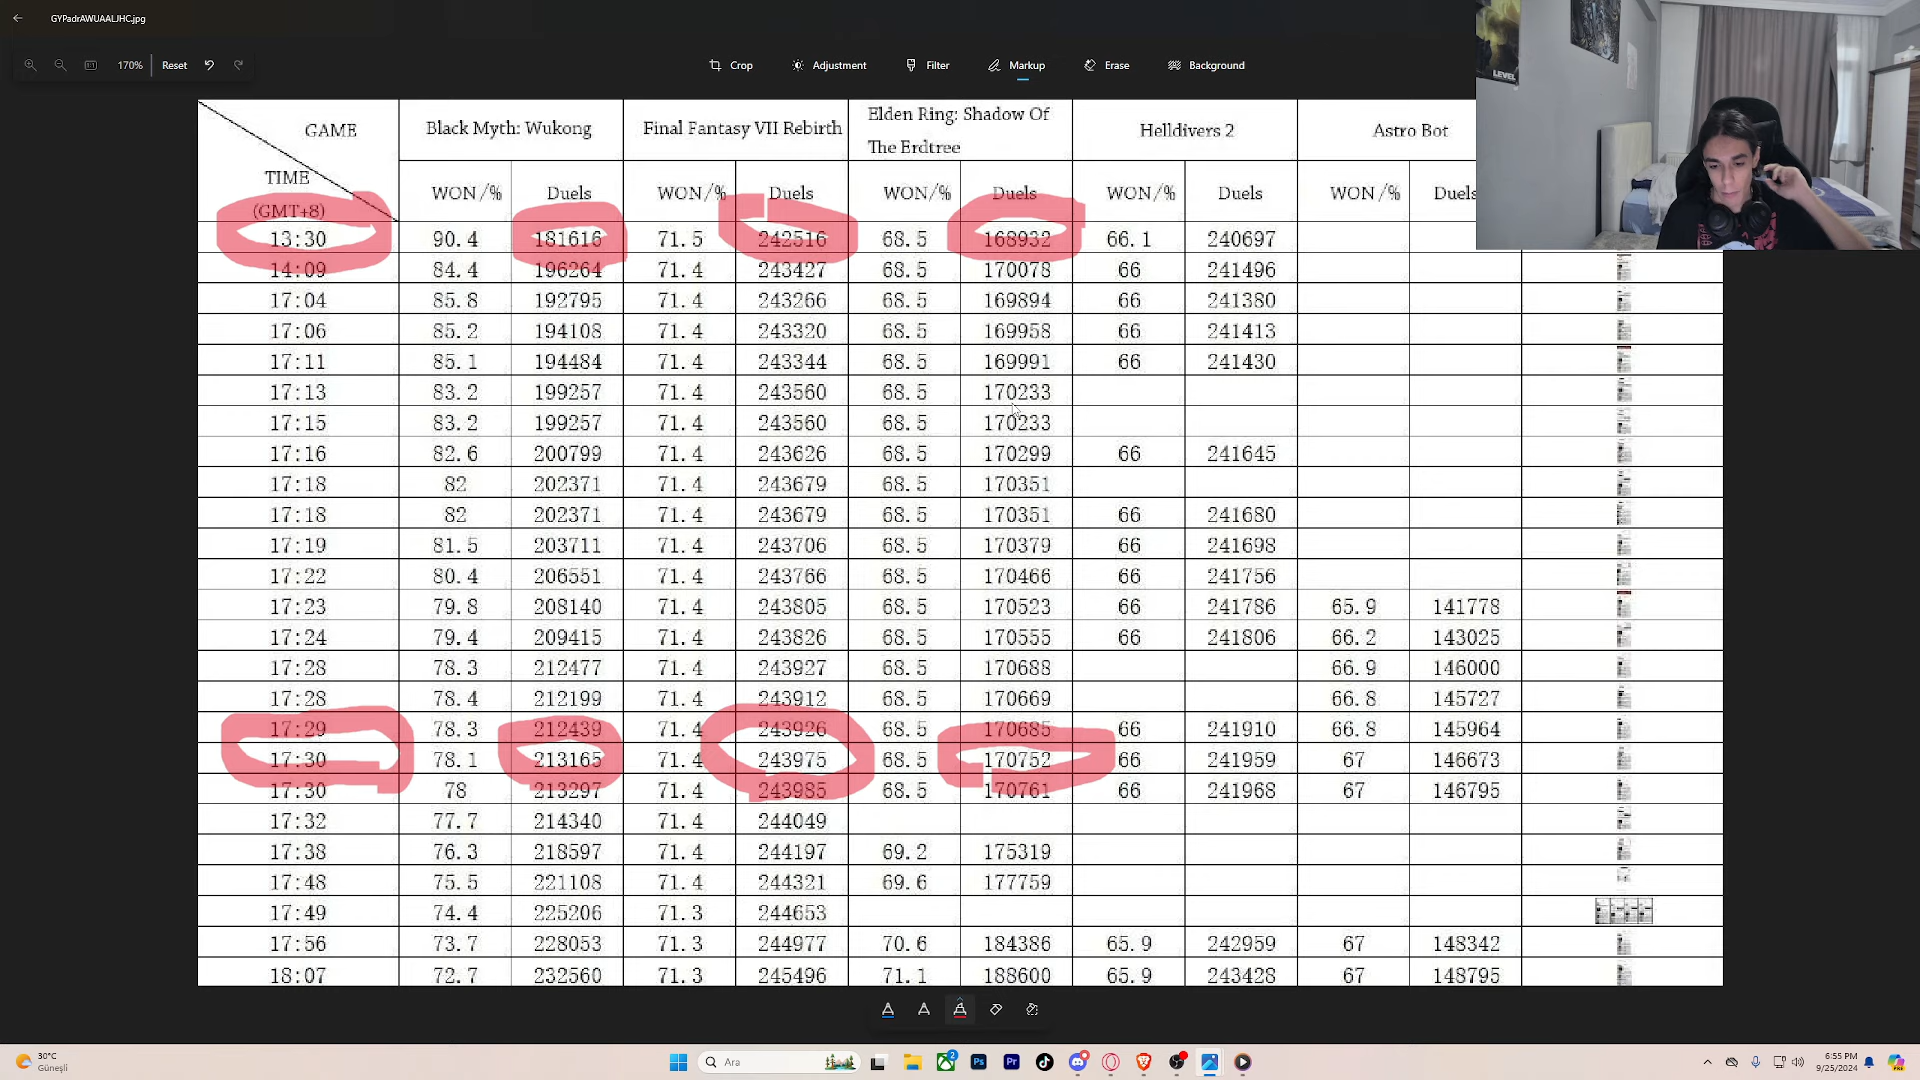 GYPadrAWUAALJHC.jpg
170% Reset
Crop Adjustment Filter Markup Erase Background
LEVEL
GAME
TIME
(GMT+8)
Black Myth: Wukong Final Fantasy VII Rebirth Elden Ring: Shadow Of The Erdtree Helldivers 2 Astro Bot
WON/% Duels WON/% Duels WON/% Duels WON/% Duels WON/% Duels
13:30 90.4 181616 71.5 242516 68.5 168932 66.1 240697
14:09 84.4 196264 71.4 243427 68.5 170078 66 241496
17:04 85.8 192795 71.4 243266 68.5 169894 66 241380
17:06 85.2 194108 71.4 243320 68.5 169958 66 241413
17:11 85.1 194484 71.4 243344 68.5 169991 66 241430
17:13 83.2 199257 71.4 243560 68.5 170233
17:15 83.2 199257 71.4 243560 68.5 170233
17:16 82.6 200799 71.4 243626 68.5 170299 66 241645
17:18 82 202371 71.4 243679 68.5 170351
17:18 82 202371 71.4 243679 68.5 170351 66 241680
17:19 81.5 203711 71.4 243706 68.5 170379 66 241698
17:22 80.4 206551 71.4 243766 68.5 170466 66 241756
17:23 79.8 208140 71.4 243805 68.5 170523 66 241786 65.9 141778
17:24 79.4 209415 71.4 243826 68.5 170555 66 241806 66.2 143025
17:28 78.3 212477 71.4 243927 68.5 170688 66.9 146000
17:28 78.4 212199 71.4 243912 68.5 170669 66.8 145727
17:29 78.3 212439 71.4 243926 68.5 170685 66 241910 66.8 145964
17:30 78.1 213165 71.4 243975 68.5 170752 66 241959 67 146673
17:30 78 213297 71.4 243985 68.5 170761 66 241968 67 146795
17:32 77.7 214340 71.4 244049
17:38 76.3 218597 71.4 244197 69.2 175319
17:48 75.5 221108 71.4 244321 69.6 177759
17:49 74.4 225206 71.3 244653
17:56 73.7 228053 71.3 244977 70.6 184386 65.9 242959 67 148342
18:07 72.7 232560 71.3 245496 71.1 188600 65.9 243428 67 148795
30°C
Güneşli
Ara
6:55 PM
9/25/2024